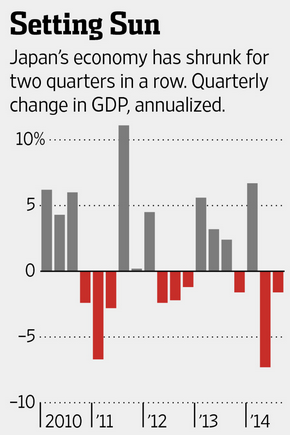 Setting Sun
Japan’s economy has shrunk for
two quarters in a row. Quarterly
change in GDP, annualized.
10%
5
0
–5
–10
2010 ’11 ’12 ’13 ’14